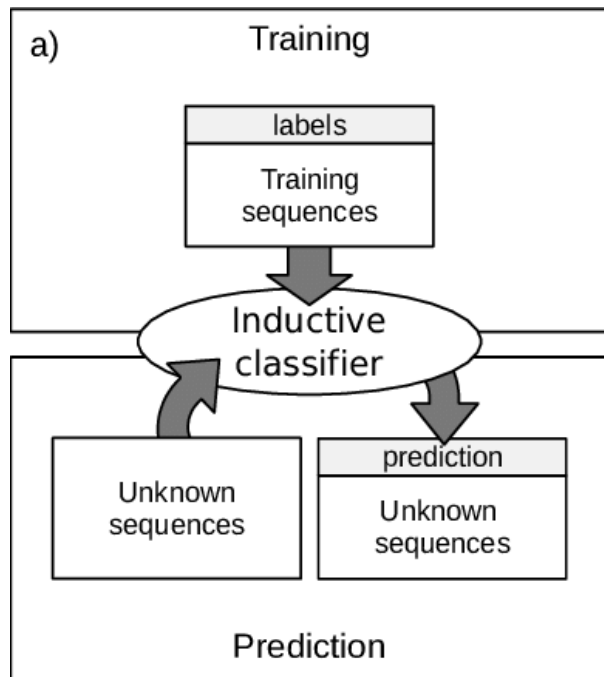 a)
Training
labels
Training
sequences
Inductive
classifier
Unknown
sequences
prediction
Unknown
sequences
Prediction